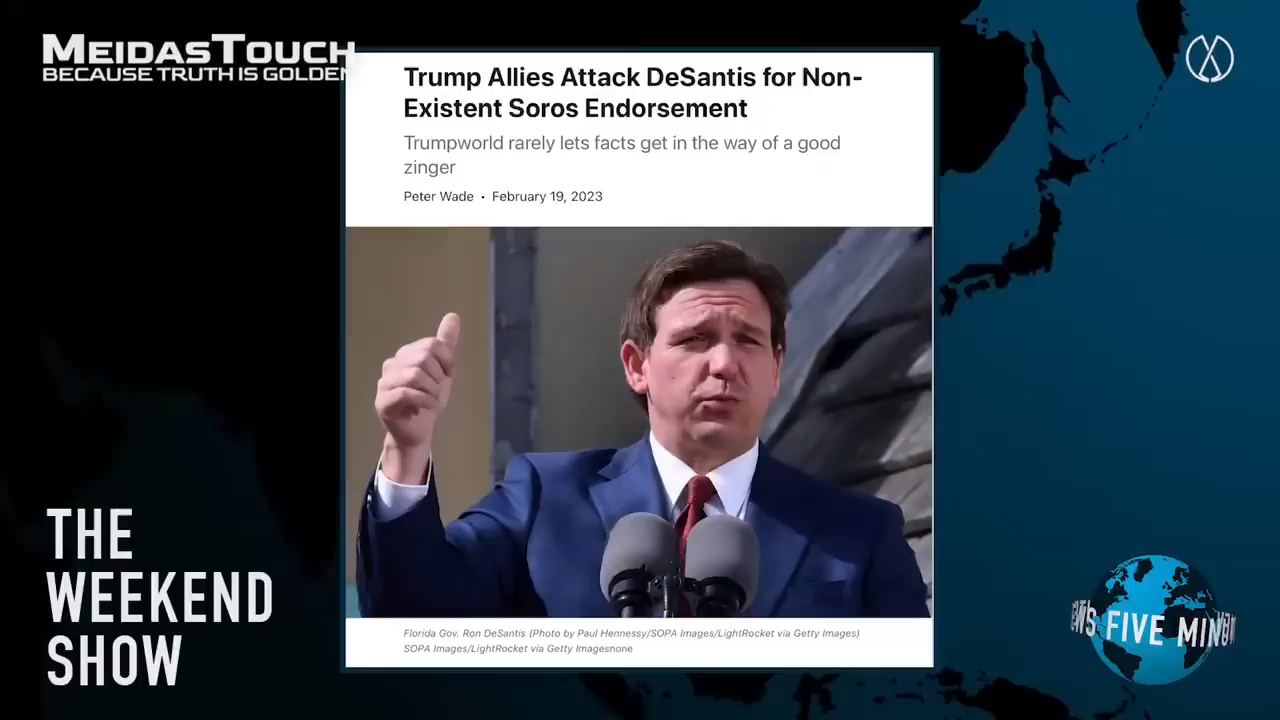 MEIDASTOUCH
BECAUSE TRUTH IS GOLDEN
Trump Allies Attack DeSantis for Non-
Existent Soros Endorsement
Trumpworld rarely lets facts get in the way of a good
zinger
Peter Wade • February 19, 2023
Florida Gov. Ron DeSantis (Photo by Paul Hennessy/SOPA Images/LightRocket via Getty Images)
SOPA Images/LightRocket via Getty Imagesnone
THE
WEEKEND
SHOW
FIVE